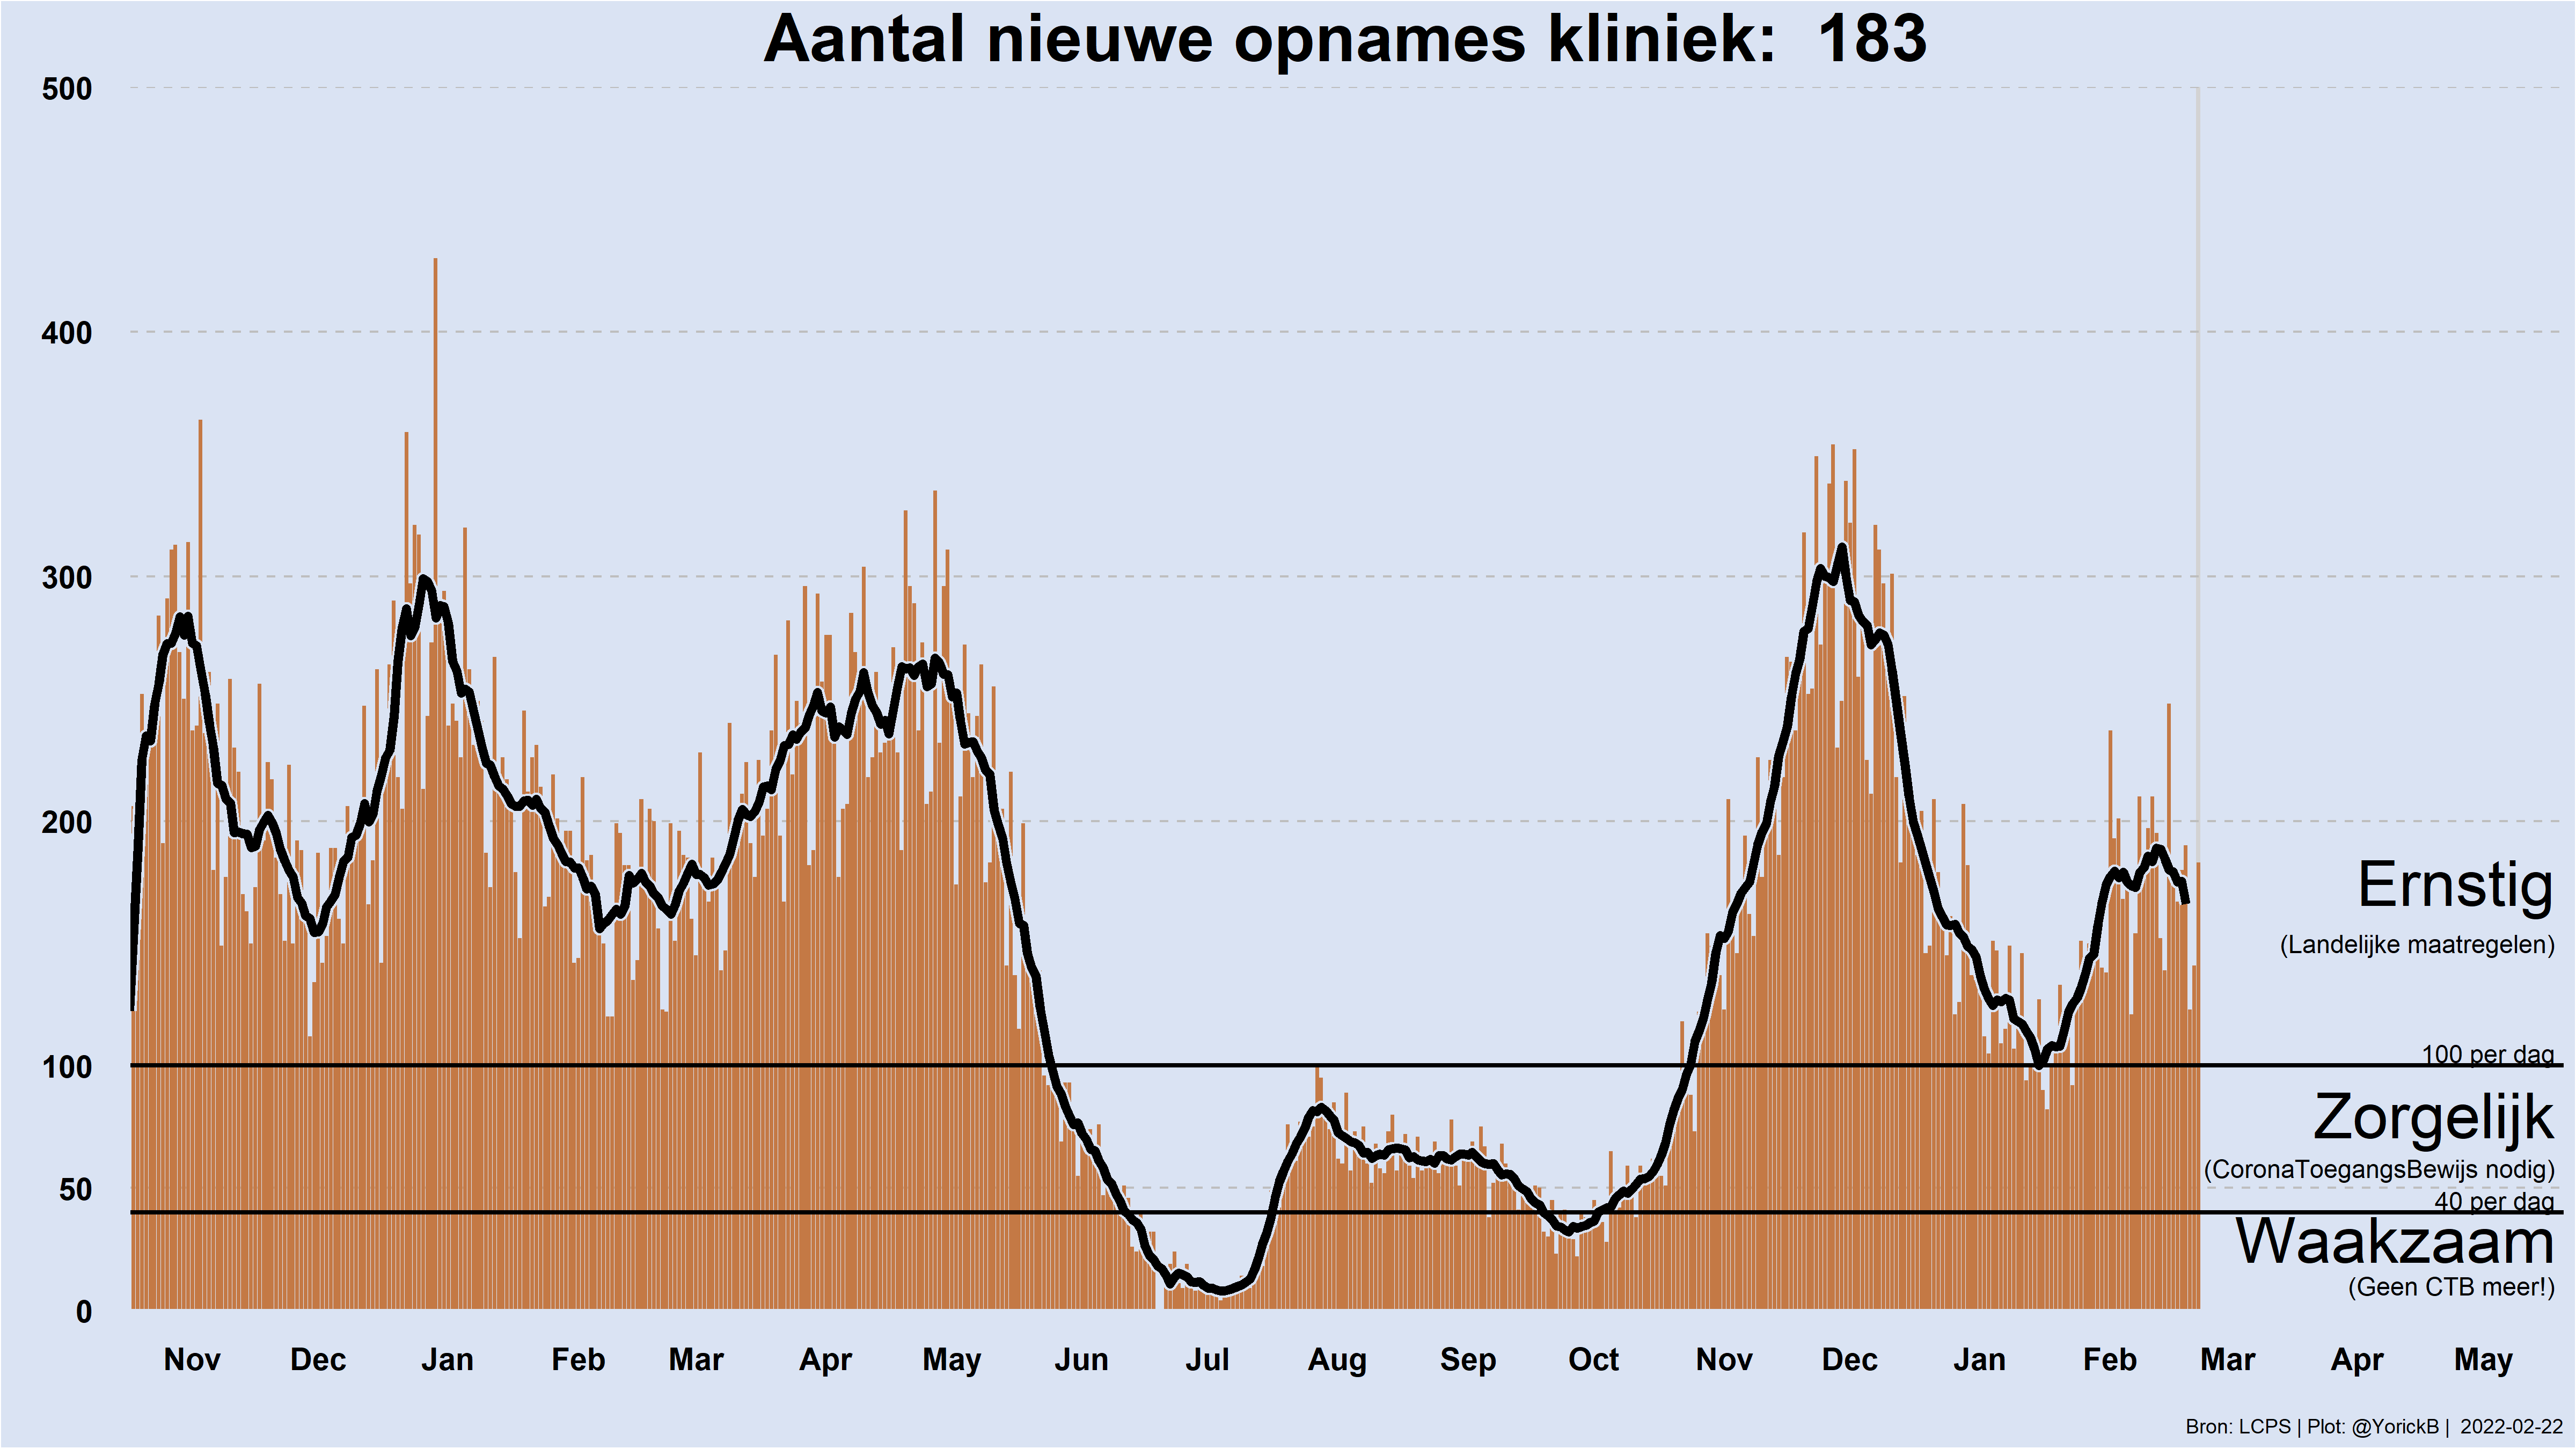 Aantal nieuwe opnames kliniek:  183
500
400
300
200
100
50
0
Ernstig
(Landelijke maatregelen)
100 per dag
Zorgelijk
(CoronaToegangsBewijs nodig)
40 per dag
Waakzaam
(Geen CTB meer!)
Nov Dec Jan Feb Mar Apr May Jun Jul Aug Sep Oct Nov Dec Jan Feb Mar Apr May
Bron: LCPS | Plot: @YorickB |  2022-02-22